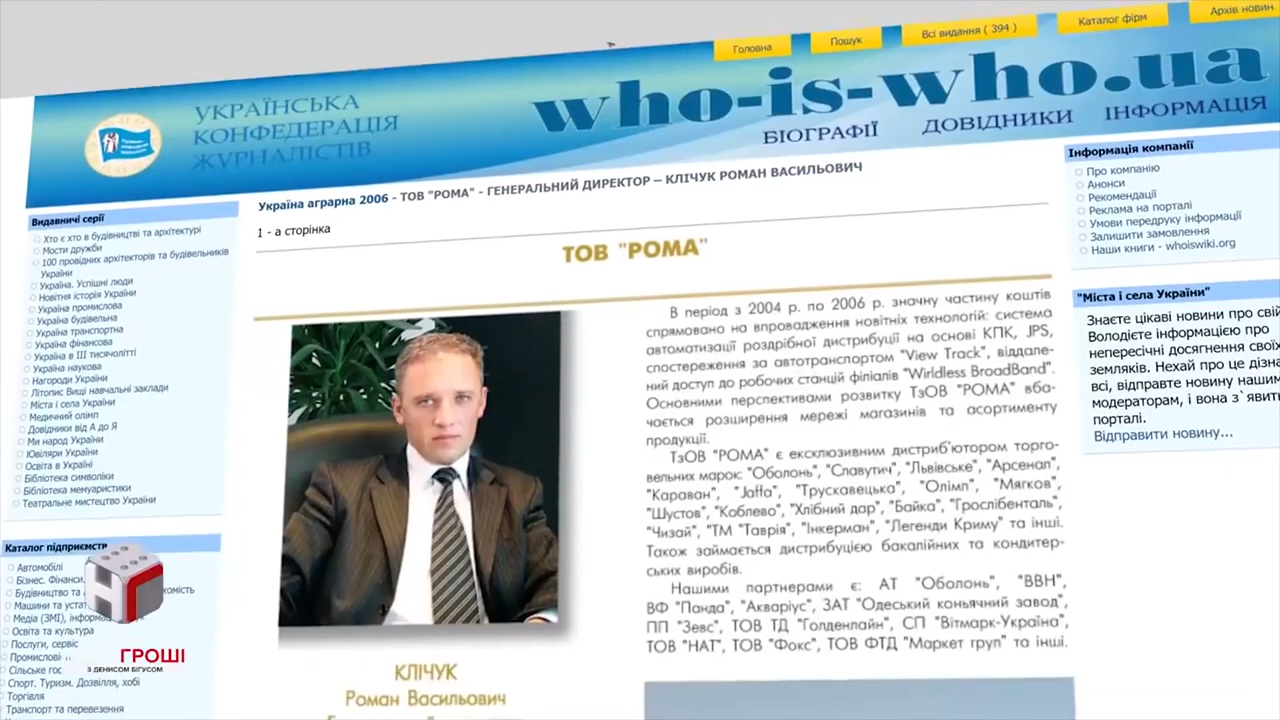 Головна
Пошук
Всі видання ( 394 )
Каталог фірм
Архів новин
УКРАЇНСЬКА
КОНФЕДЕРАЦІЯ
ЖУРНАЛІСТІВ
who-is-who.ua
БІОГРАФІЇ ДОВІДНИКИ ІНФОРМАЦІЯ
Видавничі серії
Хто є хто в будівництві та архітектурі
Мости дружби
100 провідних архітекторів та будівельників
України
Україна. Успішні люди
Новітня історія України
Україна промислова
Україна будівельна
Україна транспортна
Україна фінансова
Україна в III тисячолітті
Україна наукова
Нагороди України
Літопис Вищі навчальні заклади
Міста і села України
Медичний олімп
Довідники від А до Я
Ми народ України
Ювіляри України
Освіта в Україні
Бібліотека символіки
Бібліотека мемуаристики
Театральне мистецтво України
Каталог підприємств
Автомобілі
Бізнес. Фінанси.
Будівництво та
Машини та
Медіа (ЗМІ),
Освіта та культура
Послуги, сервіс
Сільське
Спорт. Туризм. Дозвілля, хобі
Торгівля
Транспорт та перевезення
ГРОШІ
З ДЕНИСОМ БІГУСОМ
Україна аграрна 2006 - ТОВ "РОМА" - ГЕНЕРАЛЬНИЙ ДИРЕКТОР – КЛІЧУК РОМАН ВАСИЛЬОВИЧ
1 - а сторінка
ТОВ "РОМА"
КЛІЧУК
Роман Васильович
В період з 2004 р. по 2006 р. значну частину коштів
спрямовано на впровадження новітніх технологій: система
автоматизації роздрібної дистрибуції на основі КПК, JPS,
спостереження за автотранспортом "View Track", віддале-
ний доступ до робочих станцій філіалів "Wiridless BroadBand".
Основними перспективами розвитку ТзОВ "РОМА" вба-
чається розширення мережі магазинів та асортименту
продукції.
ТзОВ "РОМА" є ексклюзивним дистриб'ютором торго-
вельних марок: "Оболонь", "Славутич", "Львівське", "Арсенал",
"Караван", "Jaffa", "Трускавецька", "Олімп", "Мягков",
"Шустов", "Коблево", "Хлібний дар", "Байка", "Грослібенталь",
"Чизай", ТМ "Таврія", "Інкерман", "Легенди Криму" та інші.
Також займається дистрибуцією бакалійних та кондитер-
ських виробів.
Нашими партнерами є: АТ "Оболонь", "ВВН",
ВФ "Панда", "Акваріус", ЗАТ "Одеський коньячний завод",
ПП "Зевс", ТОВ ТД "Голденлайн", СП "Вітмарк-Україна",
ТОВ "НАТ", ТОВ "Фокс", ТОВ ФТД "Маркет груп" та інші.
Інформація компанії
Про компанію
Анонси
Рекомендації
Реклама на порталі
Умови передруку інформації
Залишити замовлення
Наши книги - whoiswiki.org
"Міста і села України"
Знаєте цікаві новини про свій
Володієте інформацією про
непересічні досягнення своїх
земляків. Нехай про це
всі, відправте новину нашим
модераторам, і вона
порталі.
Відправити новину...